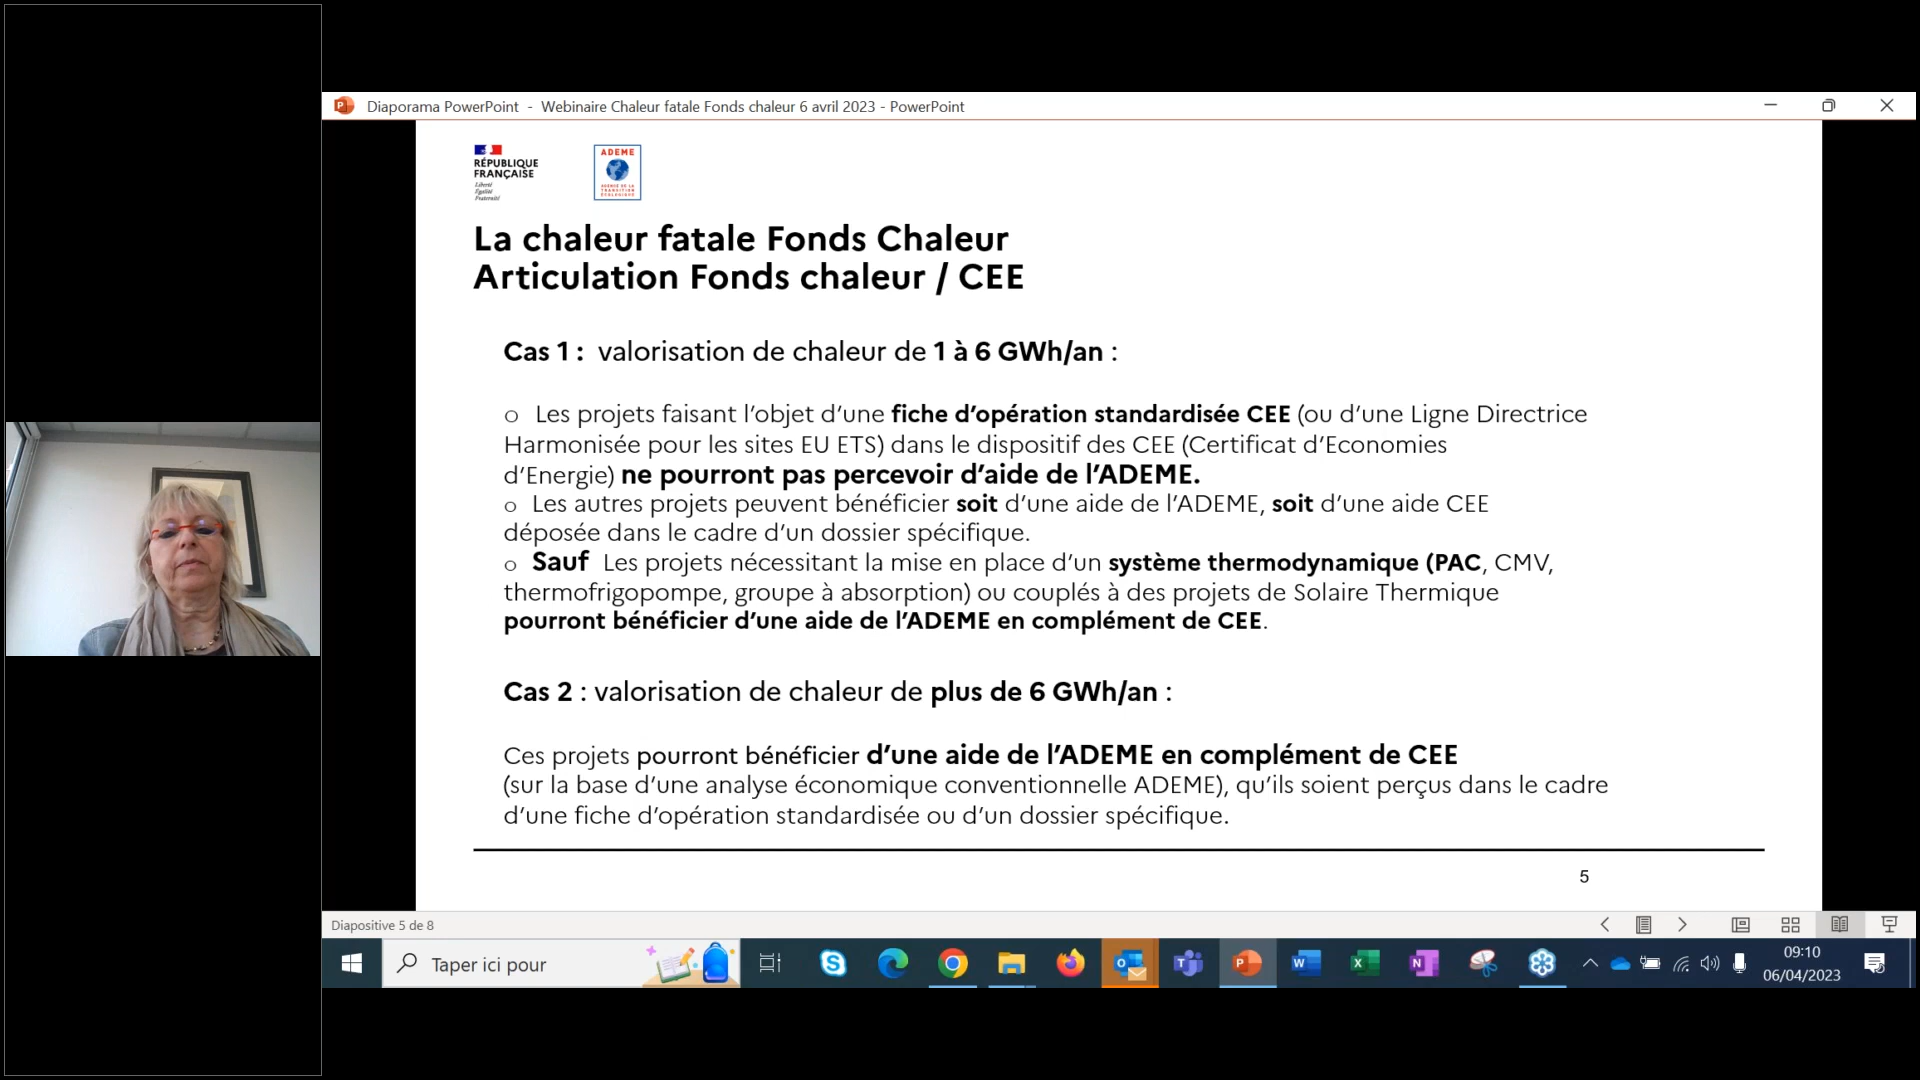 Diaporama PowerPoint - Webinaire Chaleur fatale Fonds chaleur 6 avril 2023 - PowerPoint
RÉPUBLIQUE
FRANÇAISE
Liberté
Égalité
Fraternité
ADEME
AGENCE DE LA
TRANSITION
ÉCOLOGIQUE
La chaleur fatale Fonds Chaleur
Articulation Fonds chaleur / CEE
Cas 1 : valorisation de chaleur de 1 à 6 GWh/an :
o Les projets faisant l’objet d’une fiche d’opération standardisée CEE (ou d’une Ligne Directrice
Harmonisée pour les sites EU ETS) dans le dispositif des CEE (Certificat d’Economies
d’Energie) ne pourront pas percevoir d’aide de l’ADEME.
o Les autres projets peuvent bénéficier soit d’une aide de l’ADEME, soit d’une aide CEE
déposée dans le cadre d’un dossier spécifique.
o Sauf Les projets nécessitant la mise en place d’un système thermodynamique (PAC, CMV,
thermofrigopompe, groupe à absorption) ou couplés à des projets de Solaire Thermique
pourront bénéficier d’une aide de l’ADEME en complément de CEE.
Cas 2 : valorisation de chaleur de plus de 6 GWh/an :
Ces projets pourront bénéficier d’une aide de l’ADEME en complément de CEE
(sur la base d’une analyse économique conventionnelle ADEME), qu’ils soient perçus dans le cadre
d’une fiche d’opération standardisée ou d’un dossier spécifique.
5
Diapositive 5 de 8
Taper ici pour
09:10
06/04/2023